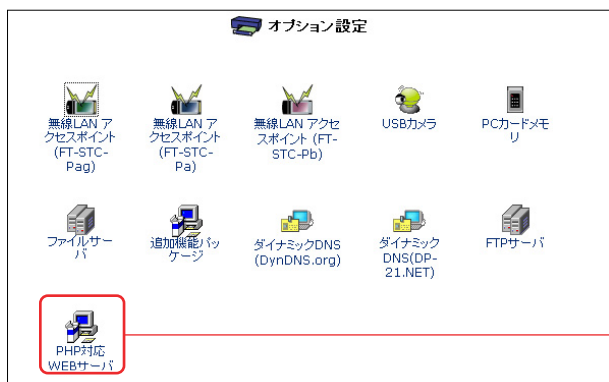 オプション設定
無線LAN ア
クセスポイント
(FT-STC-
Pag)
無線LAN ア
クセスポイント
(FT-STC-
Pa)
無線LAN アクセ
スポイント (FT-
STC-Pb)
USBカメラ
PCカードメモ
リ
ファイルサー
バ
追加機能パッ
ケージ
ダイナミックDNS
(DynDNS.org)
ダイナミック
DNS(DP-
21.NET)
FTPサーバ
PHP対応
WEBサーバ